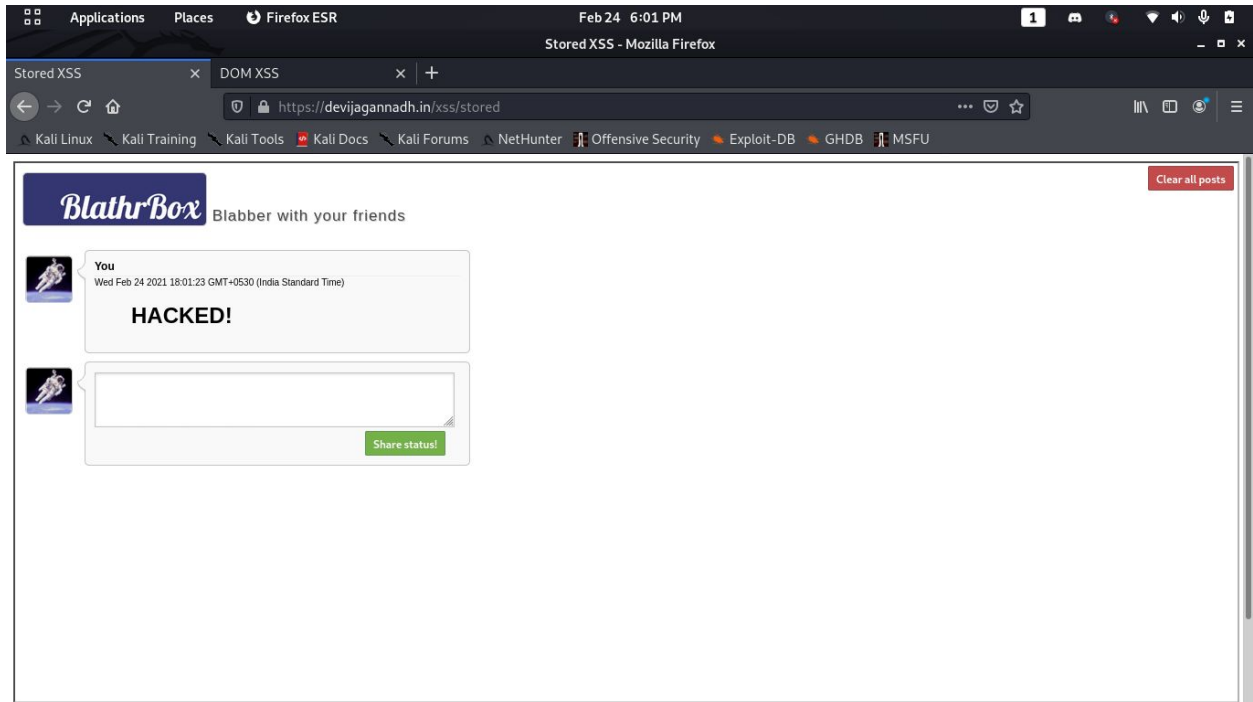 Applications Places Firefox ESR Feb 24 6:01 PM 1
Stored XSS - Mozilla Firefox
Stored XSS DOM XSS
https://devijagannadh.in/xss/stored
Kali Linux Kali Training Kali Tools Kali Docs Kali Forums NetHunter Offensive Security Exploit-DB GHDB MSFU
Clear all posts
BlathrBox Blabber with your friends
You
Wed Feb 24 2021 18:01:23 GMT+0530 (India Standard Time)
HACKED!
Share status!